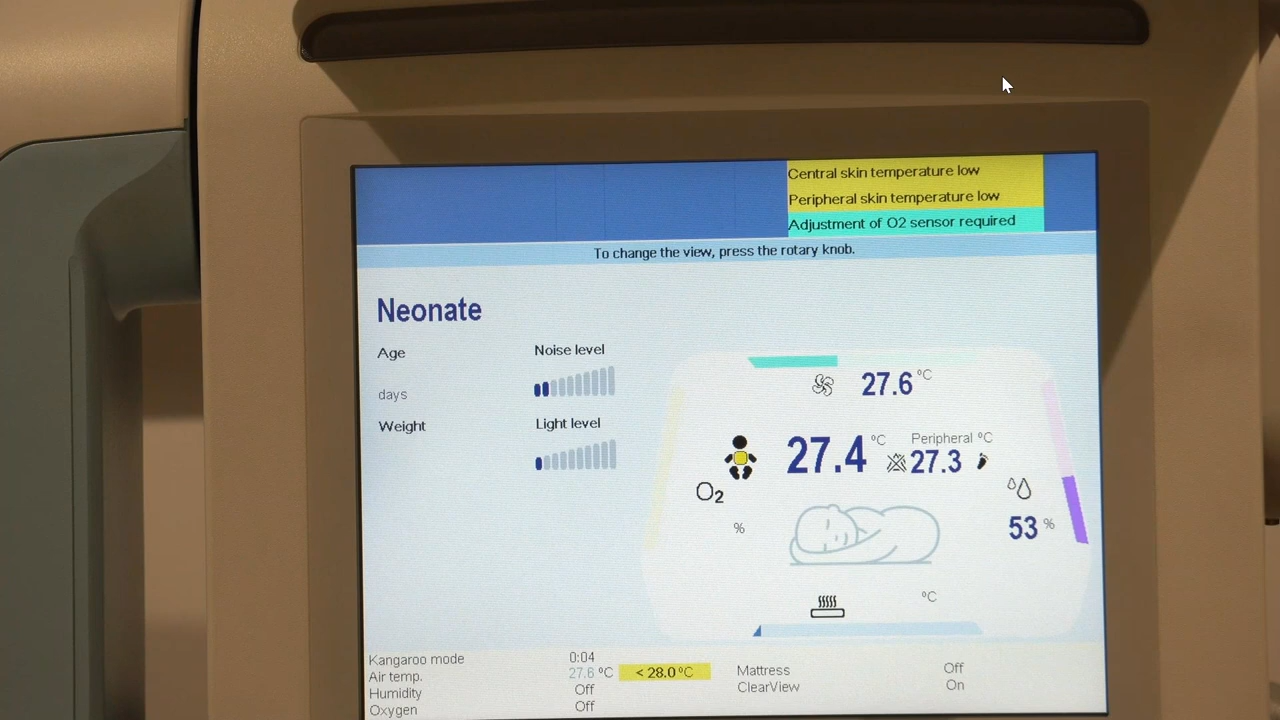 Central skin temperature low
Peripheral skin temperature low
Adjustment of O2 sensor required
To change the view, press the rotary knob.
Neonate
Age
Noise level
days
Weight
Light level
27.6 °C
27.4 °C
Peripheral °C
27.3
O2
%
53 %
°C
Kangaroo mode 0:04
Air temp. 27.6 °C < 28.0 °C
Humidity Off
Oxygen Off
Mattress Off
ClearView On